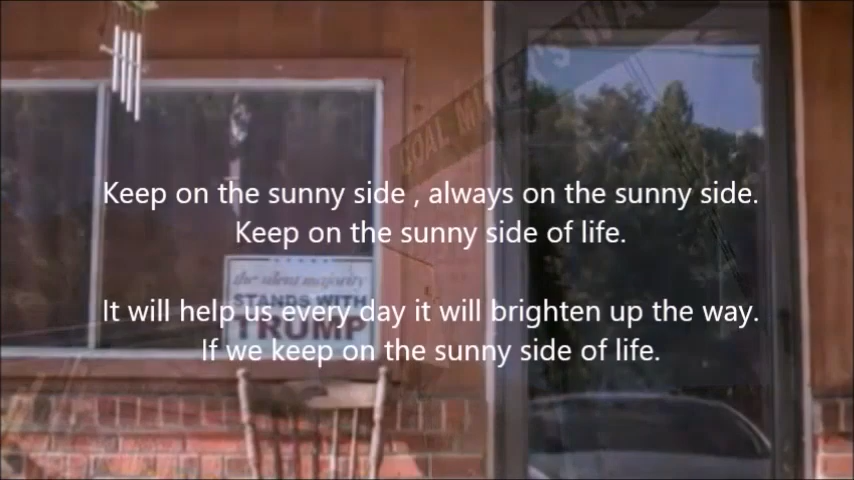 COAL MINER'S WAY
Keep on the sunny side , always on the sunny side.
Keep on the sunny side of life.
the silent majority
STANDS WITH
TRUMP
It will help us every day it will brighten up the way.
If we keep on the sunny side of life.